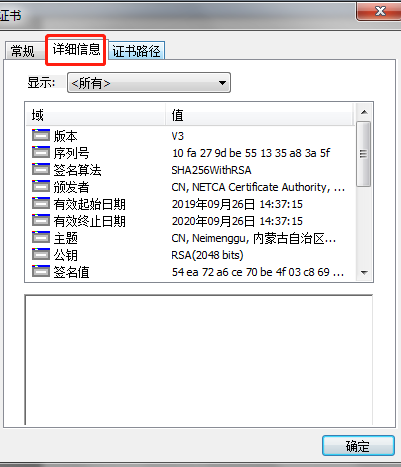 证书
常规 详细信息 证书路径
显示: <所有>
域 值
版本 V3
序列号 10 fa 27 9d be 55 13 35 a8 3a 5f
签名算法 SHA256WithRSA
颁发者 CN, NETCA Certificate Authority, ...
有效起始日期 2019年09月26日 14:37:15
有效终止日期 2020年09月26日 14:37:15
主题 CN, Neimenggu, 内蒙古自治区...
公钥 RSA(2048 bits)
签名值 54 ea 72 a6 ce 70 be 4f 03 c8 69 ...
确定